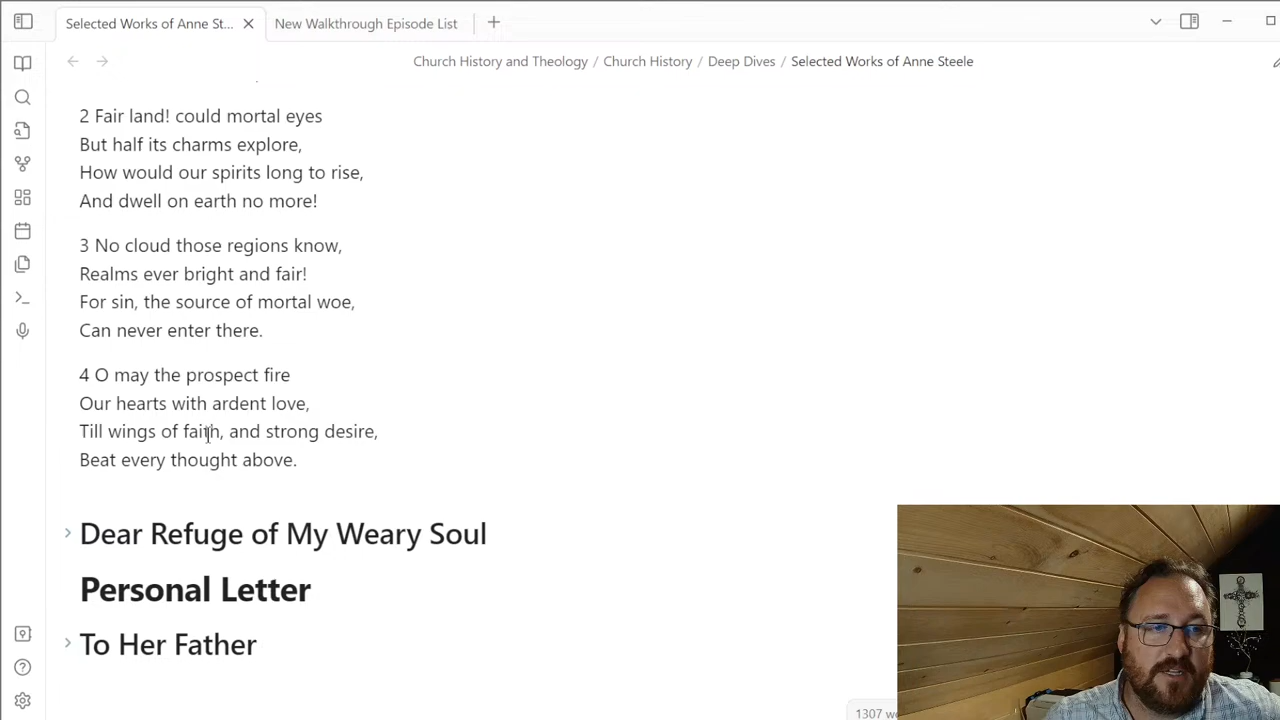 Selected Works of Anne St...
New Walkthrough Episode List
Church History and Theology / Church History / Deep Dives / Selected Works of Anne Steele
2 Fair land! could mortal eyes
But half its charms explore,
How would our spirits long to rise,
And dwell on earth no more!
3 No cloud those regions know,
Realms ever bright and fair!
For sin, the source of mortal woe,
Can never enter there.
4 O may the prospect fire
Our hearts with ardent love,
Till wings of faith, and strong desire,
Beat every thought above.
Dear Refuge of My Weary Soul
Personal Letter
To Her Father
1307